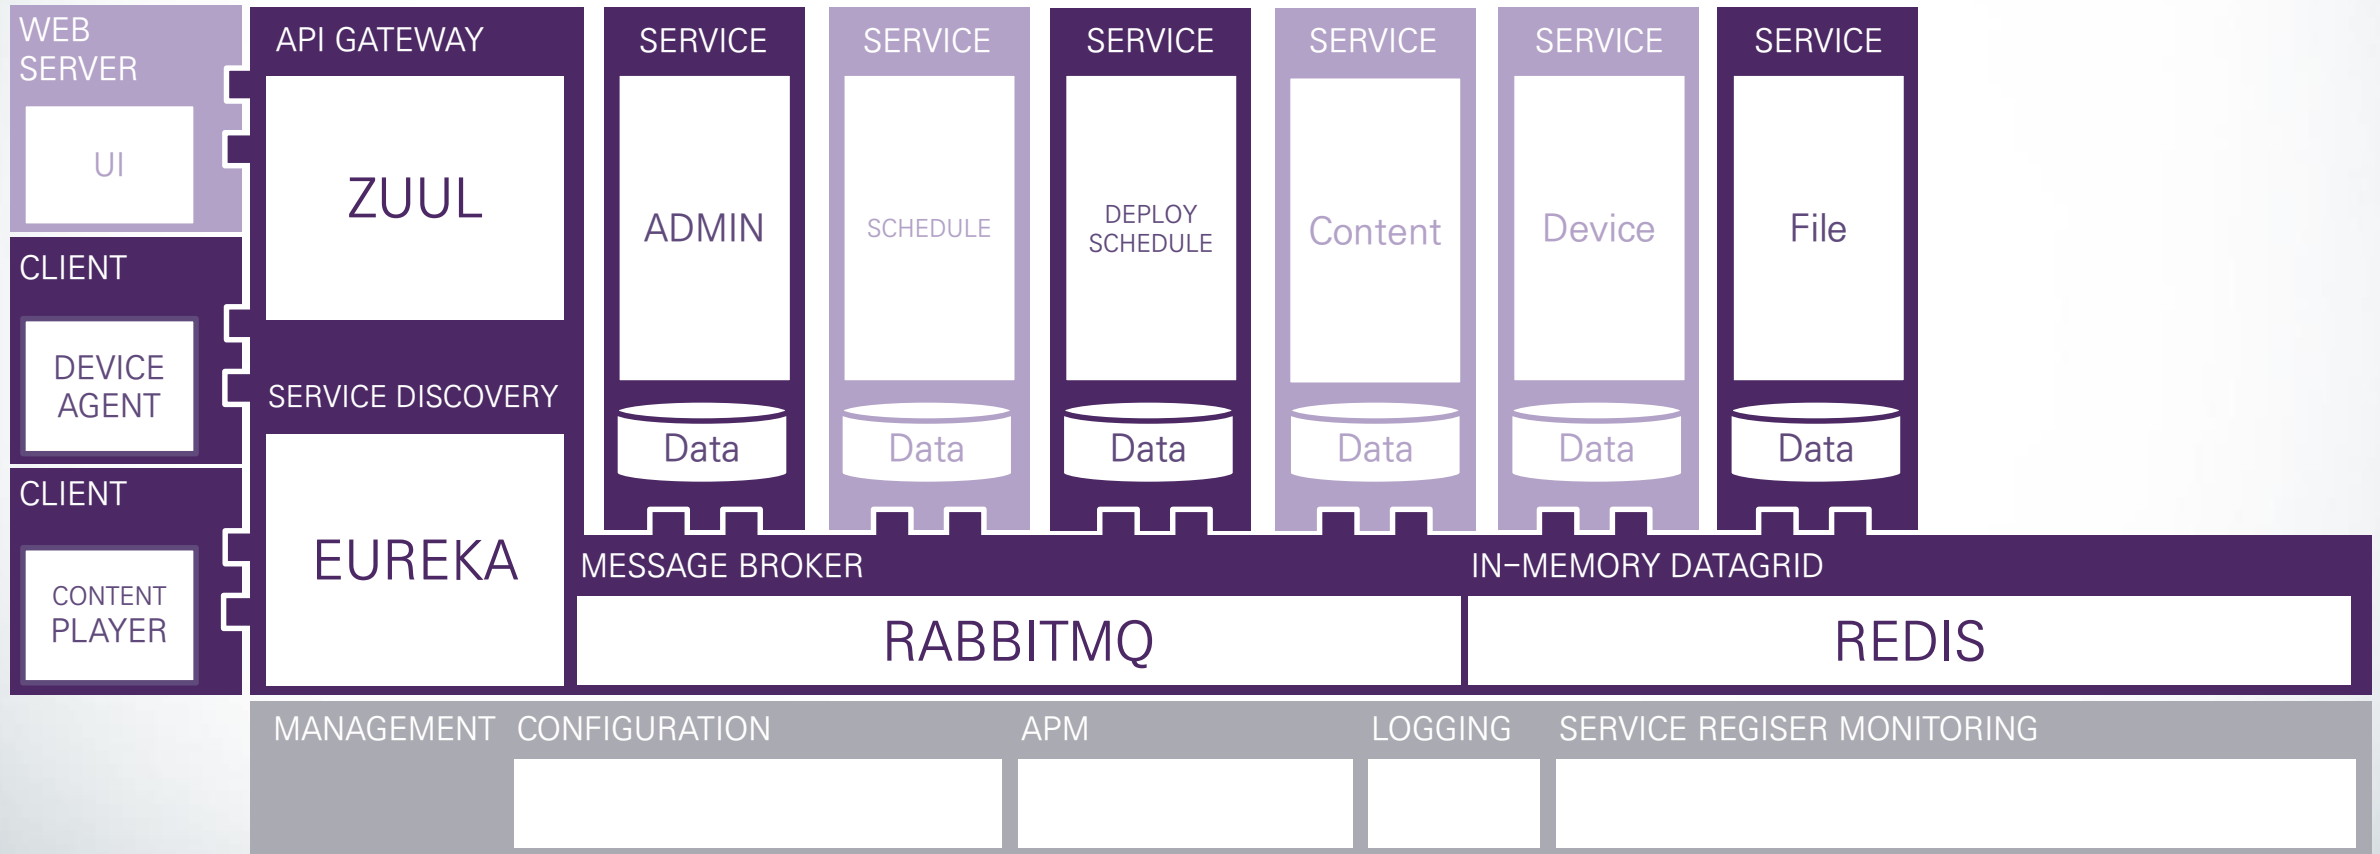 WEB
SERVER
UI
CLIENT
DEVICE
AGENT
CLIENT
CONTENT
PLAYER
API GATEWAY
ZUUL
SERVICE DISCOVERY
EUREKA
SERVICE
ADMIN
Data
SERVICE
SCHEDULE
Data
SERVICE
DEPLOY
SCHEDULE
Data
SERVICE
Content
Data
SERVICE
Device
Data
SERVICE
File
Data
MESSAGE BROKER
RABBITMQ
IN-MEMORY DATAGRID
REDIS
MANAGEMENT
CONFIGURATION
APM
LOGGING
SERVICE REGISER MONITORING